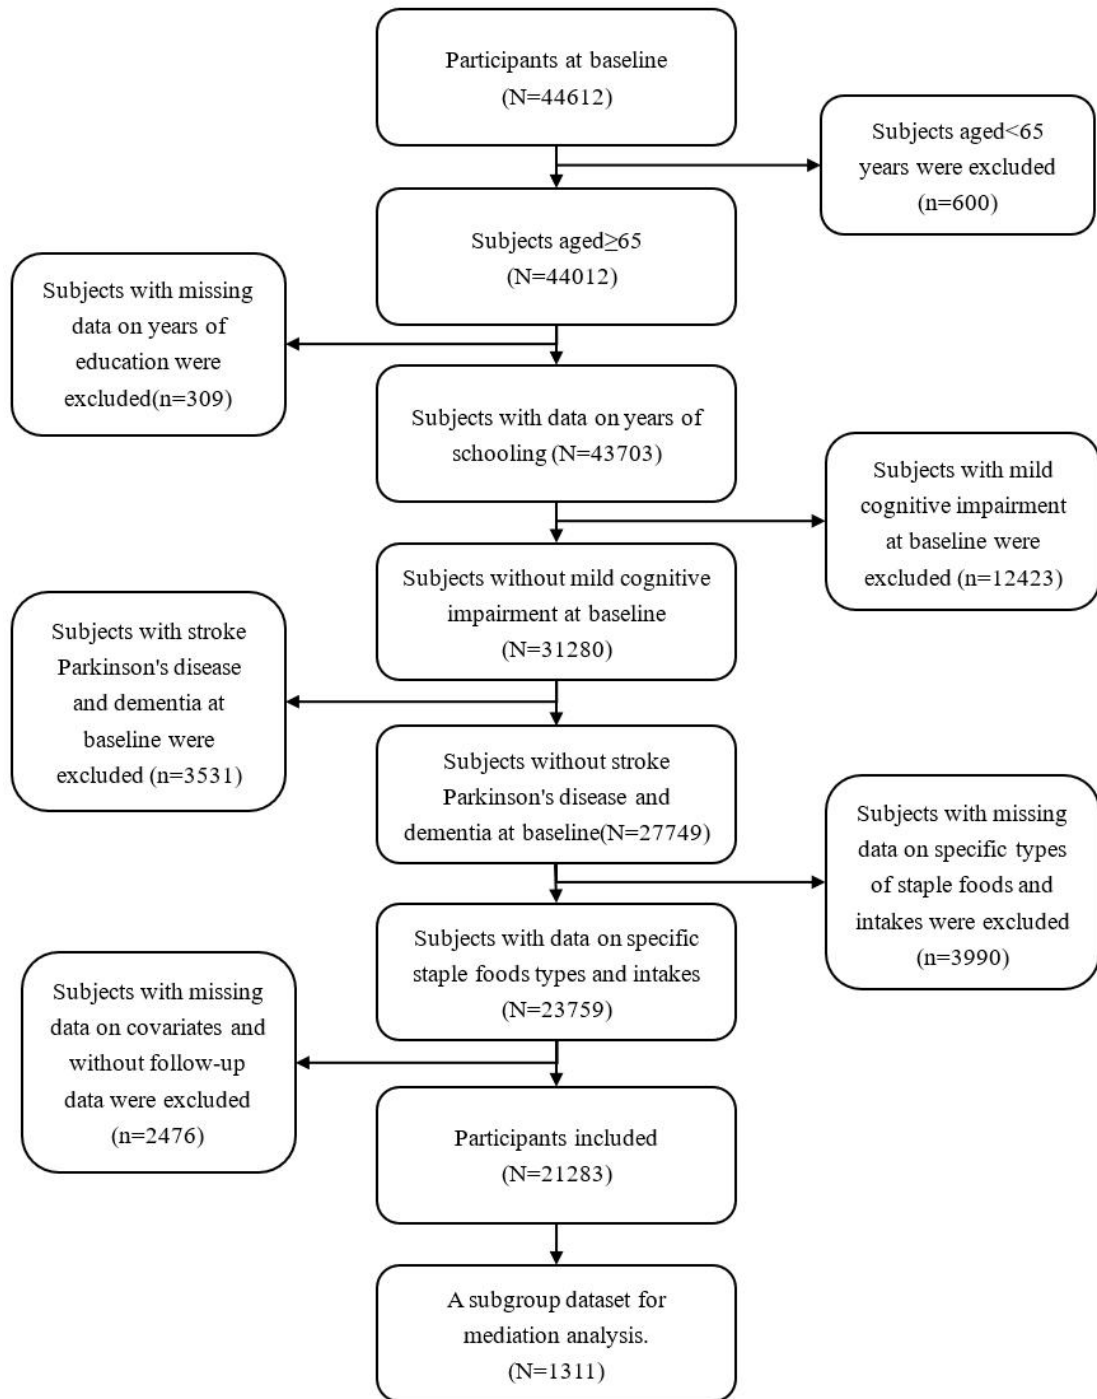 Participants at baseline
(N=44612)
Subjects aged<65
years were excluded
(n=600)
Subjects aged≥65
(N=44012)
Subjects with missing
data on years of
education were
excluded(n=309)
Subjects with data on years of
schooling (N=43703)
Subjects with mild
cognitive impairment
at baseline were
excluded (n=12423)
Subjects without mild cognitive
impairment at baseline
(N=31280)
Subjects with stroke
Parkinson's disease
and dementia at
baseline were
excluded (n=3531)
Subjects without stroke
Parkinson's disease and
dementia at baseline(N=27749)
Subjects with missing
data on specific types
of staple foods and
intakes were excluded
(n=3990)
Subjects with data on specific
staple foods types and intakes
(N=23759)
Subjects with missing
data on covariates and
without follow-up
data were excluded
(n=2476)
Participants included
(N=21283)
A subgroup dataset for
mediation analysis.
(N=1311)